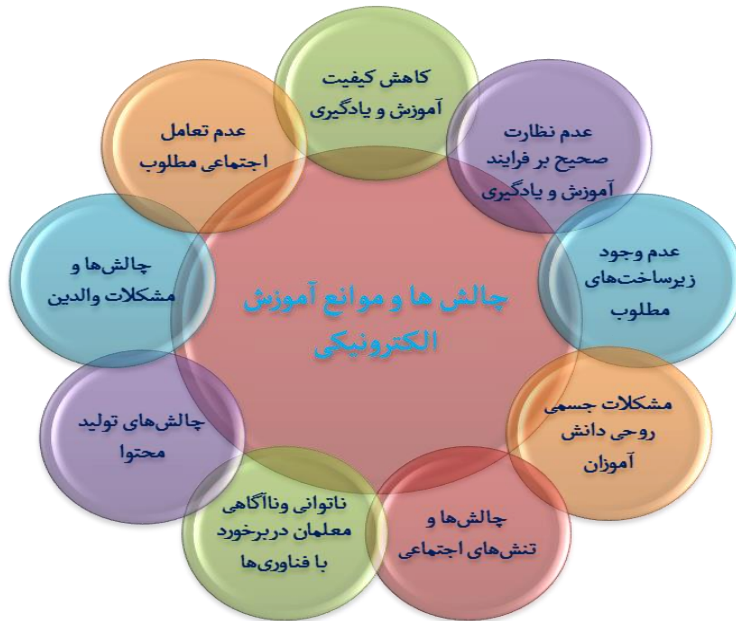 چالش ها و موانع آموزش
الکترونیکی
کاهش کیفیت
آموزش و یادگیری
عدم نظارت
صحیح بر فرایند
آموزش و یادگیری
عدم وجود
زیرساخت‌های
مطلوب
مشکلات جسمی
روحی دانش
آموزان
چالش‌ها و
تنش‌های اجتماعی
ناتوانی وناآگاهی
معلمان دربرخورد
با فناوری‌ها
چالش‌های تولید
محتوا
چالش‌ها و
مشکلات والدین
عدم تعامل
اجتماعی مطلوب